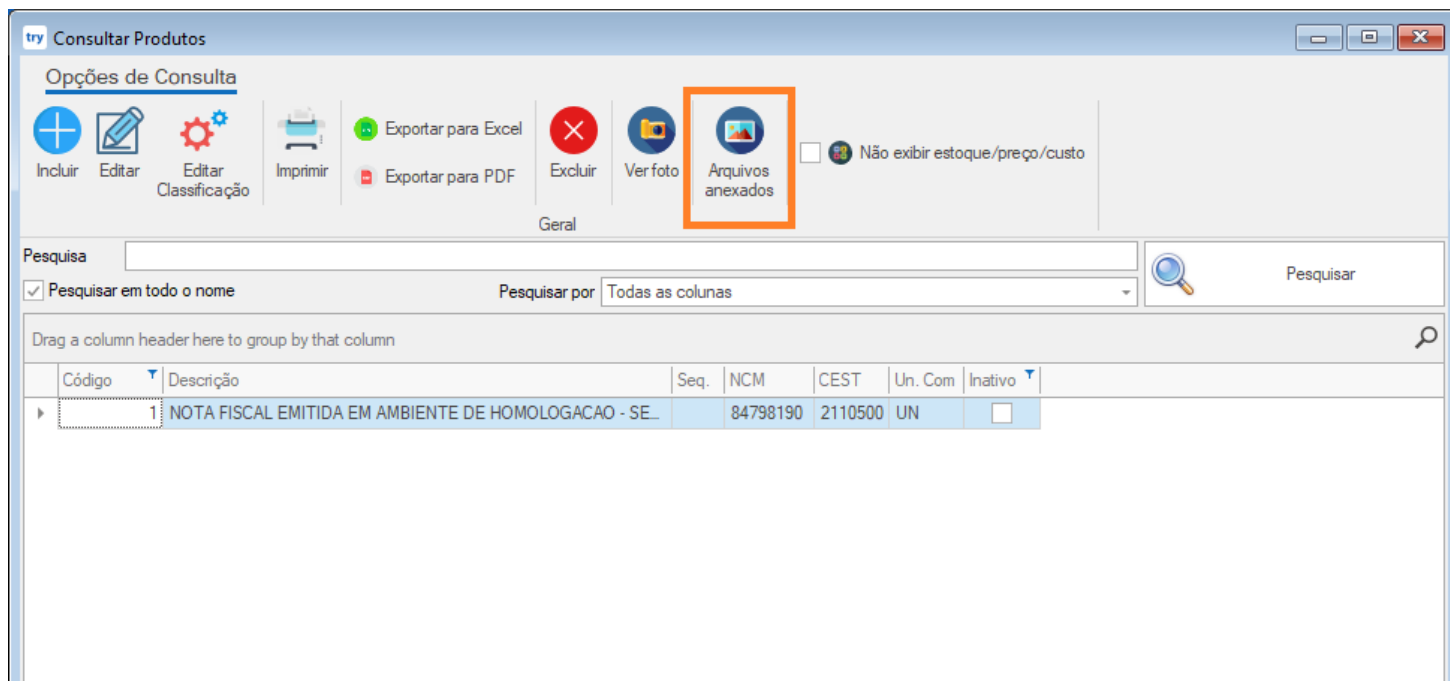 try Consultar Produtos
Opções de Consulta
Incluir
Editar
Editar
Classificação
Imprimir
Exportar para Excel
Exportar para PDF
Excluir
Ver foto
Arquivos
anexados
Não exibir estoque/preço/custo
Geral
Pesquisa
Pesquisar
Pesquisar em todo o nome
Pesquisar por Todas as colunas
Drag a column header here to group by that column
Código Descrição Seq. NCM CEST Un. Com Inativo
1 NOTA FISCAL EMITIDA EM AMBIENTE DE HOMOLOGACAO - SE... 84798190 2110500 UN